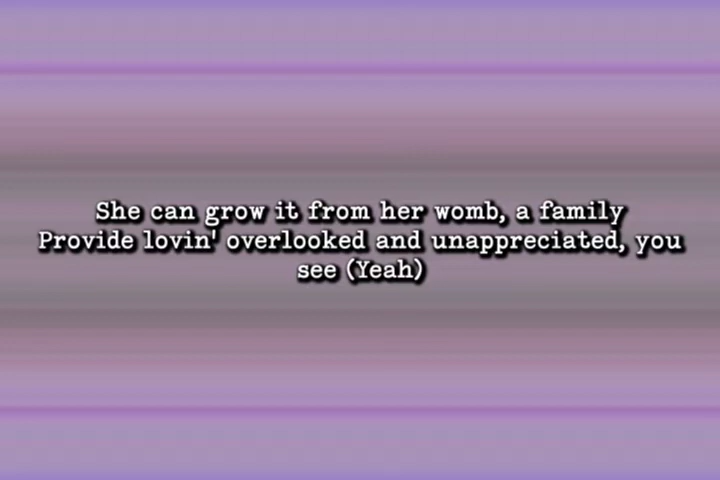 She can grow it from her womb, a family
Provide lovin' overlooked and unappreciated, you
see (Yeah)